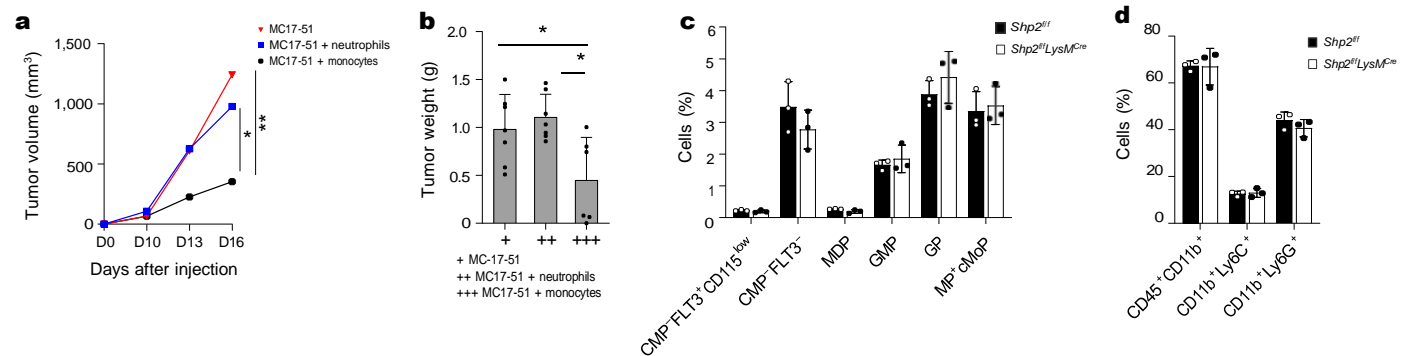 a
Tumor volume (mm³)
1,500
1,000
500
0
D0 D10 D13 D16
Days after injection
MC17-51
MC17-51 + neutrophils
MC17-51 + monocytes
*
**
b
Tumor weight (g)
2.0
1.5
1.0
0.5
0
*
*
+ ++ +++
+ MC-17-51
++ MC17-51 + neutrophils
+++ MC17-51 + monocytes
c
Cells (%)
6
5
4
3
2
1
0
Shp2ᶠ/ᶠ
Shp2ᶠ/ᶠLysMᶜʳᵉ
CMP⁻FLT3⁺CD115ˡᵒʷ
CMP⁻FLT3⁻
MDP
GMP
GP
MP⁺cMoP
d
Cells (%)
80
60
40
20
0
Shp2ᶠ/ᶠ
Shp2ᶠ/ᶠLysMᶜʳᵉ
CD45⁺CD11b⁺
CD11b⁺Ly6C⁺
CD11b⁺Ly6G⁺